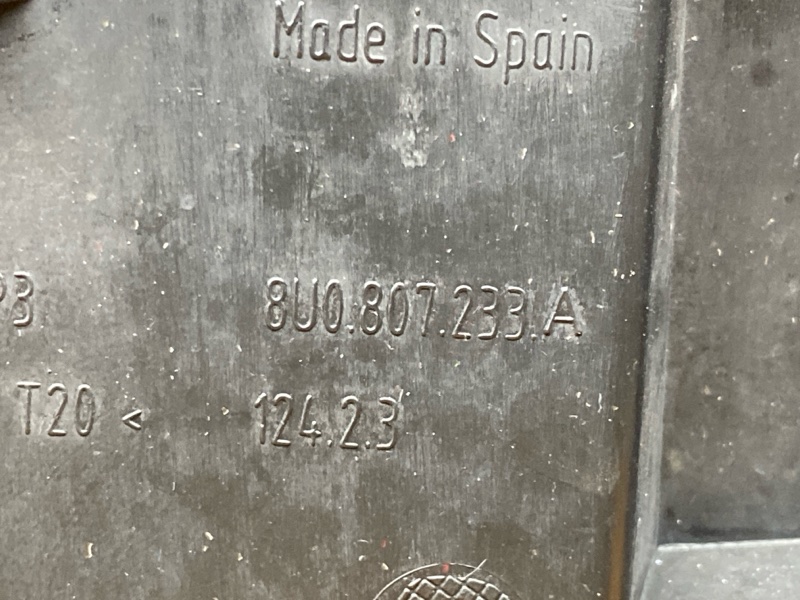 Made in Spain
8U0.807.233.A
T20 <
124.2.3